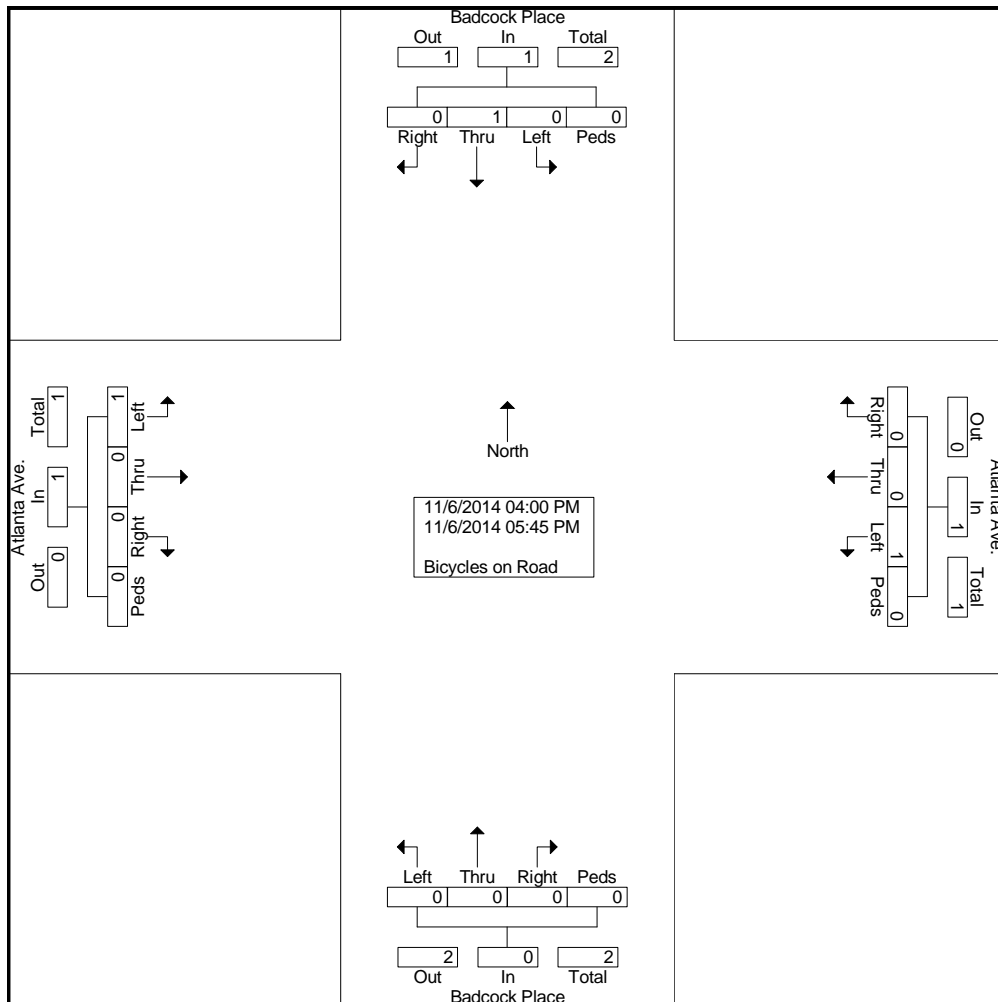 Badcock Place
Out In Total
1 1 2
0 1 0 0
Right Thru Left Peds
Atlanta Ave.
Total In Out
1 1 0
1 0 0 0
Left Thru Right Peds
North
11/6/2014 04:00 PM
11/6/2014 05:45 PM
Bicycles on Road
Right Thru Left Peds
0 0 1 0
Out In Total
0 1 1
Atlanta Ave.
Left Thru Right Peds
0 0 0 0
2 0 2
Out In Total
Badcock Place